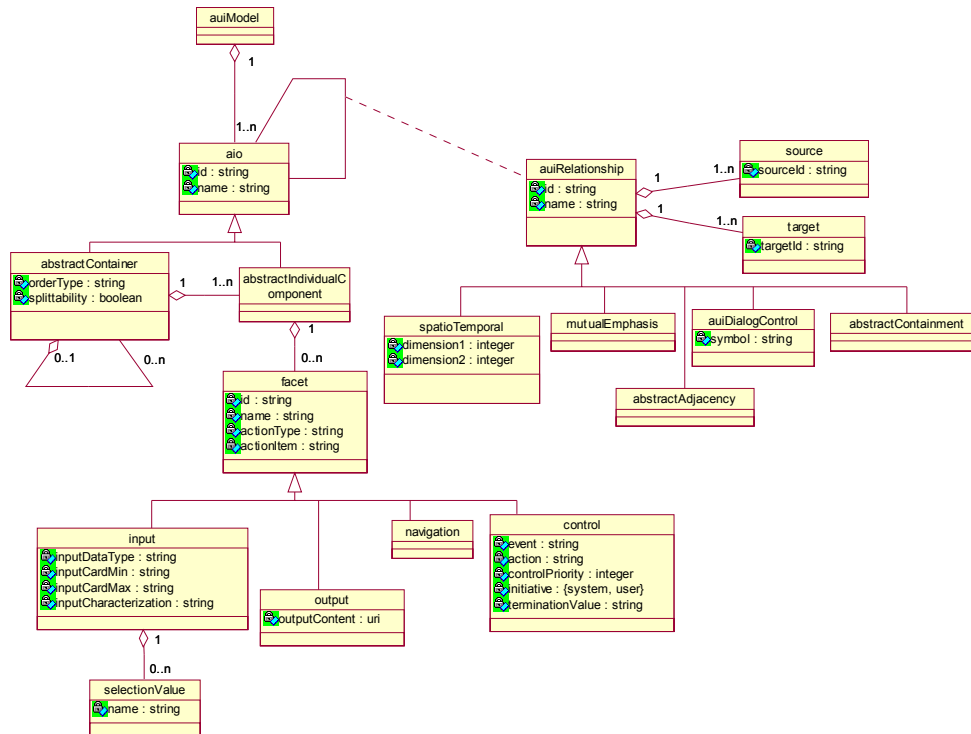 auiModel
1
1..n
aio
id : string
name : string
auiRelationship
id : string
name : string
1
1..n
source
sourceId : string
1
1..n
target
targetId : string
abstractContainer
orderType : string
splittability : boolean
1
1..n
abstractIndividualC
omponent
0..1
0..n
1
0..n
spatioTemporal
dimension1 : integer
dimension2 : integer
mutualEmphasis
auiDialogControl
symbol : string
abstractContainment
abstractAdjacency
facet
id : string
name : string
actionType : string
actionItem : string
input
inputDataType : string
inputCardMin : string
inputCardMax : string
inputCharacterization : string
output
outputContent : uri
navigation
control
event : string
action : string
controlPriority : integer
initiative : {system, user}
terminationValue : string
1
0..n
selectionValue
name : string